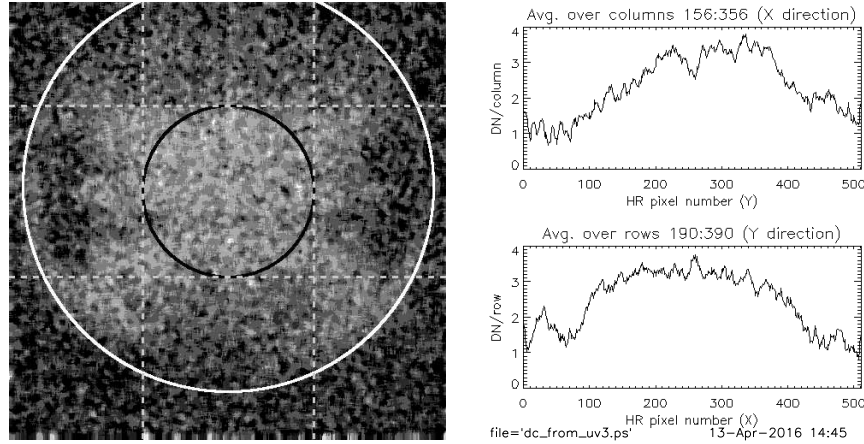 Avg. over columns 156:356 (X direction)
4
3
2
1
0
DN/column
0 100 200 300 400 500
HR pixel number (Y)
Avg. over rows 190:390 (Y direction)
4
3
2
1
0
DN/row
0 100 200 300 400 500
HR pixel number (X)
file='dc_from_uv3.ps' 13-Apr-2016 14:45